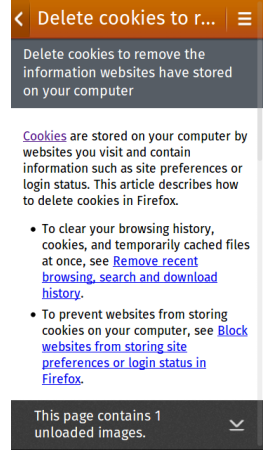 Delete cookies to r...
Delete cookies to remove the
information websites have stored
on your computer
Cookies are stored on your computer by
websites you visit and contain
information such as site preferences or
login status. This article describes how
to delete cookies in Firefox.
• To clear your browsing history,
cookies, and temporarily cached files
at once, see Remove recent
browsing, search and download
history.
• To prevent websites from storing
cookies on your computer, see Block
websites from storing site
preferences or login status in
Firefox.
This page contains 1
unloaded images.